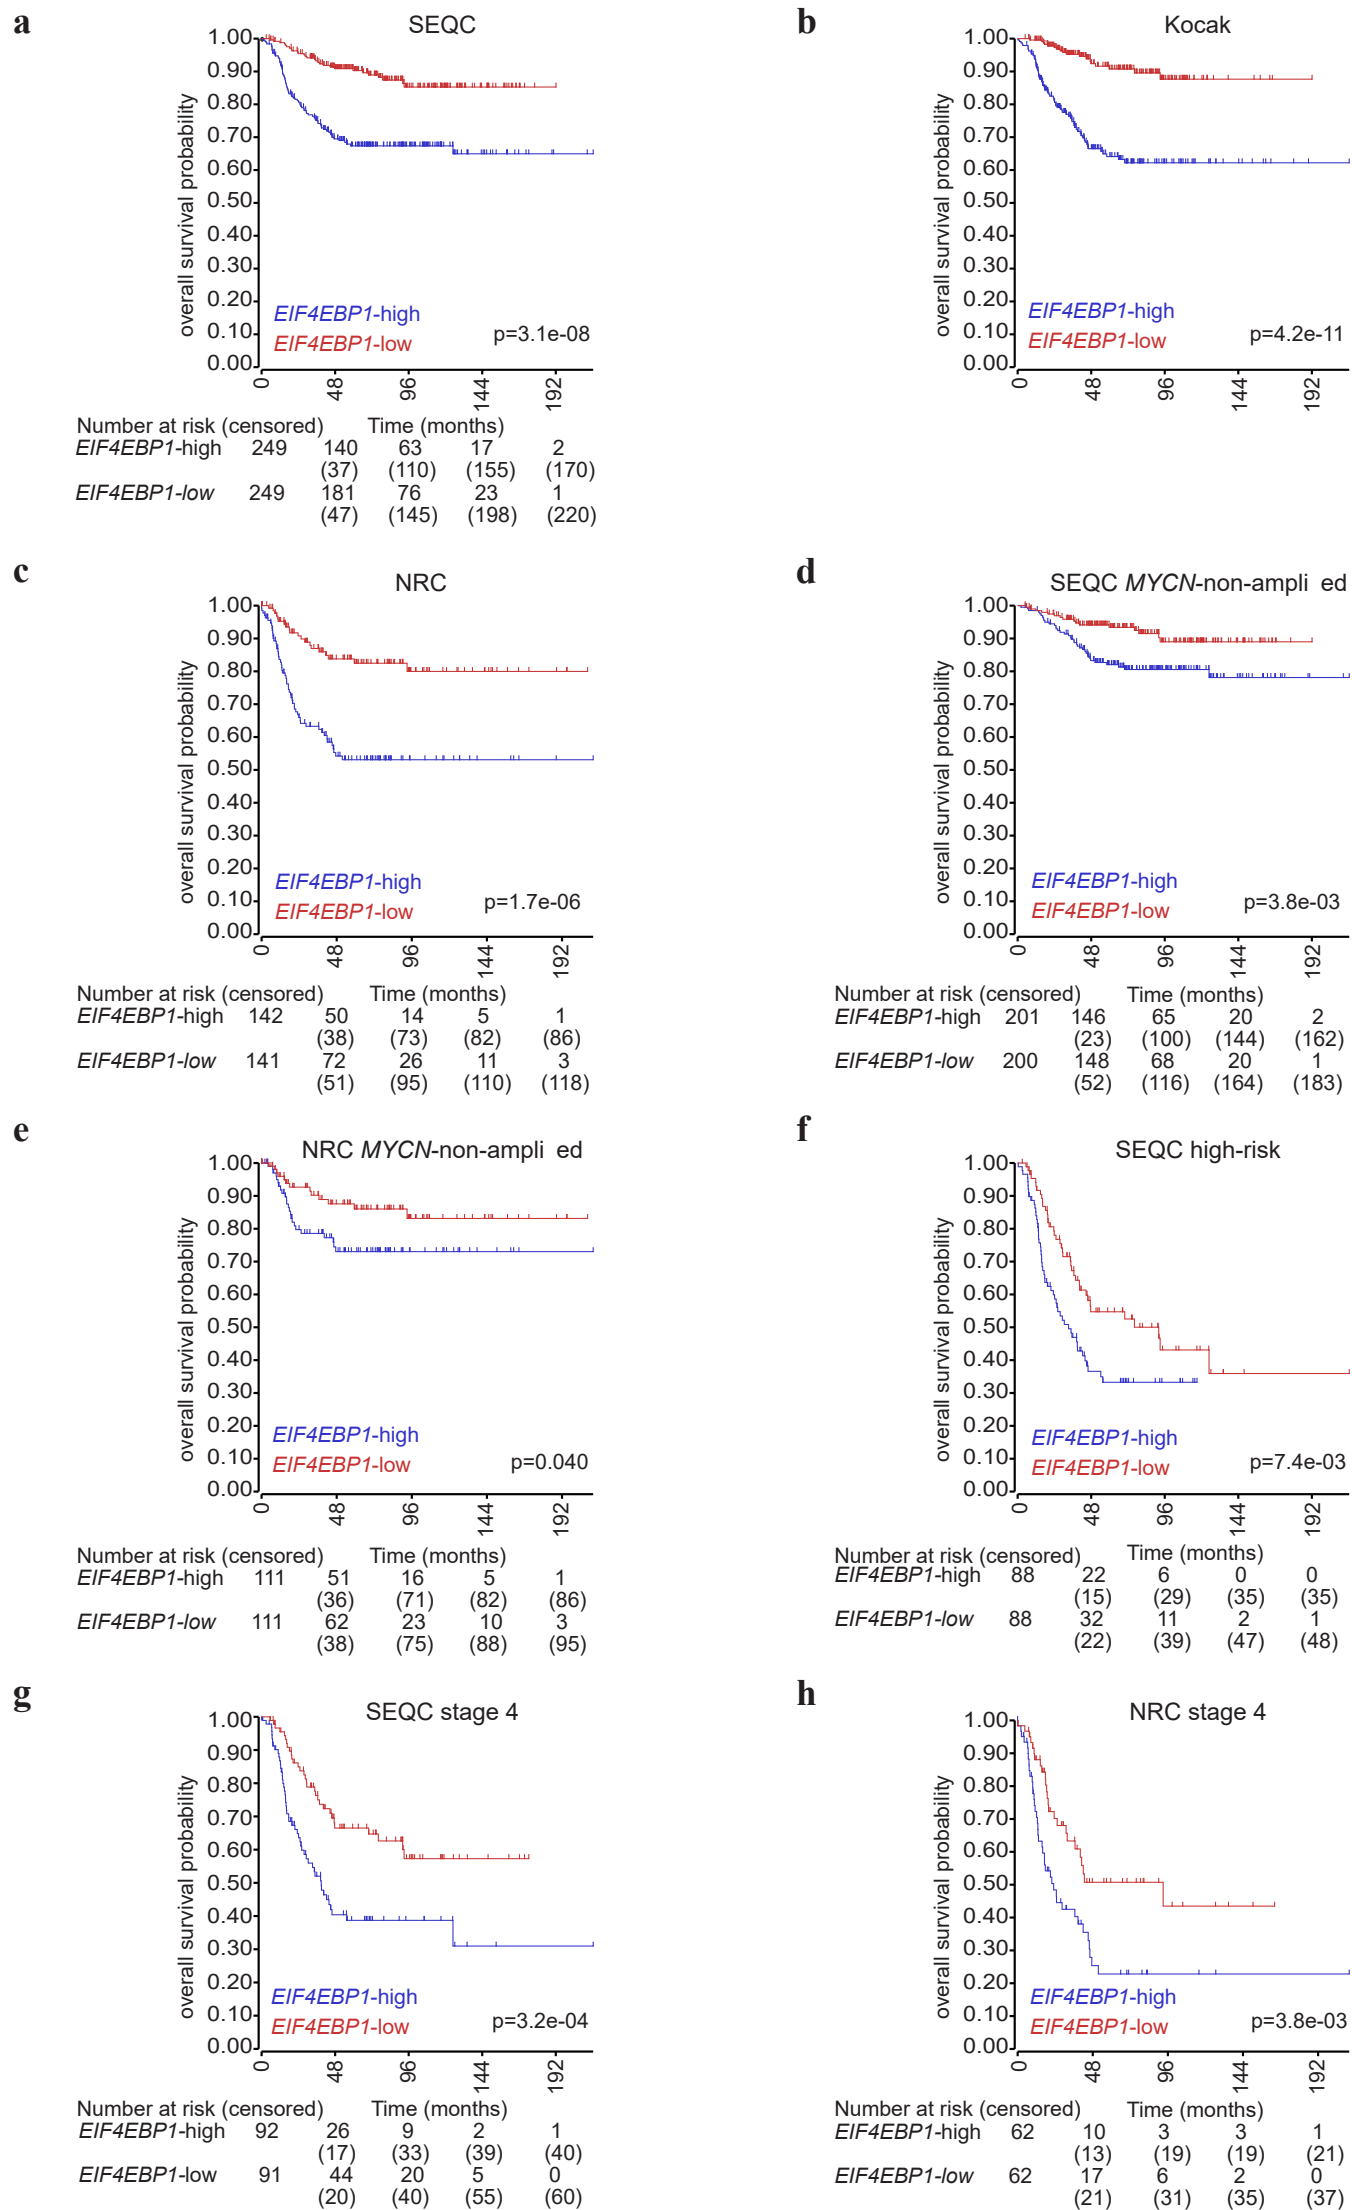 a
SEQC
overall survival probability
1.00
0.90
0.80
0.70
0.60
0.50
0.40
0.30
0.20
0.10
0.00
EIF4EBP1-high
EIF4EBP1-low
p=3.1e-08
0 48 96 144 192
Number at risk (censored) Time (months)
EIF4EBP1-high 249 140 63 17 2
(37) (110) (155) (170)
EIF4EBP1-low 249 181 76 23 1
(47) (145) (198) (220)
b
Kocak
overall survival probability
1.00
0.90
0.80
0.70
0.60
0.50
0.40
0.30
0.20
0.10
0.00
EIF4EBP1-high
EIF4EBP1-low
p=4.2e-11
0 48 96 144 192
c
NRC
overall survival probability
1.00
0.90
0.80
0.70
0.60
0.50
0.40
0.30
0.20
0.10
0.00
EIF4EBP1-high
EIF4EBP1-low
p=1.7e-06
0 48 96 144 192
Number at risk (censored) Time (months)
EIF4EBP1-high 142 50 14 5 1
(38) (73) (82) (86)
EIF4EBP1-low 141 72 26 11 3
(51) (95) (110) (118)
d
SEQC MYCN-non-ampli ed
overall survival probability
1.00
0.90
0.80
0.70
0.60
0.50
0.40
0.30
0.20
0.10
0.00
EIF4EBP1-high
EIF4EBP1-low
p=3.8e-03
0 48 96 144 192
Number at risk (censored) Time (months)
EIF4EBP1-high 201 146 65 20 2
(23) (100) (144) (162)
EIF4EBP1-low 200 148 68 20 1
(52) (116) (164) (183)
e
NRC MYCN-non-ampli ed
overall survival probability
1.00
0.90
0.80
0.70
0.60
0.50
0.40
0.30
0.20
0.10
0.00
EIF4EBP1-high
EIF4EBP1-low
p=0.040
0 48 96 144 192
Number at risk (censored) Time (months)
EIF4EBP1-high 111 51 16 5 1
(36) (71) (82) (86)
EIF4EBP1-low 111 62 23 10 3
(38) (75) (88) (95)
f
SEQC high-risk
overall survival probability
1.00
0.90
0.80
0.70
0.60
0.50
0.40
0.30
0.20
0.10
0.00
EIF4EBP1-high
EIF4EBP1-low
p=7.4e-03
0 48 96 144 192
Number at risk (censored) Time (months)
EIF4EBP1-high 88 22 6 0 0
(15) (29) (35) (35)
EIF4EBP1-low 88 32 11 2 1
(22) (39) (47) (48)
g
SEQC stage 4
overall survival probability
1.00
0.90
0.80
0.70
0.60
0.50
0.40
0.30
0.20
0.10
0.00
EIF4EBP1-high
EIF4EBP1-low
p=3.2e-04
0 48 96 144 192
Number at risk (censored) Time (months)
EIF4EBP1-high 92 26 9 2 1
(17) (33) (39) (40)
EIF4EBP1-low 91 44 20 5 0
(20) (40) (55) (60)
h
NRC stage 4
overall survival probability
1.00
0.90
0.80
0.70
0.60
0.50
0.40
0.30
0.20
0.10
0.00
EIF4EBP1-high
EIF4EBP1-low
p=3.8e-03
0 48 96 144 192
Number at risk (censored) Time (months)
EIF4EBP1-high 62 10 3 3 1
(13) (19) (19) (21)
EIF4EBP1-low 62 17 6 2 0
(21) (31) (35) (37)